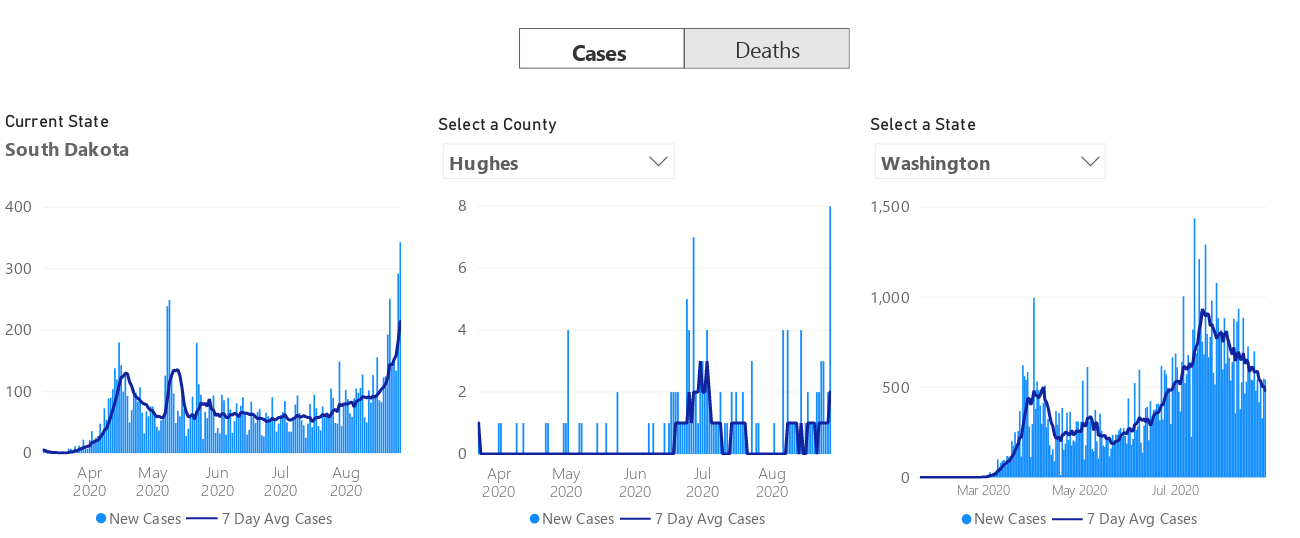 Cases
Deaths
Current State
South Dakota
400
300
200
100
0
Apr 2020
May 2020
Jun 2020
Jul 2020
Aug 2020
New Cases
7 Day Avg Cases
Select a County
Hughes
8
6
4
2
0
Apr 2020
May 2020
Jun 2020
Jul 2020
Aug 2020
New Cases
7 Day Avg Cases
Select a State
Washington
1,500
1,000
500
0
Mar 2020
May 2020
Jul 2020
New Cases
7 Day Avg Cases